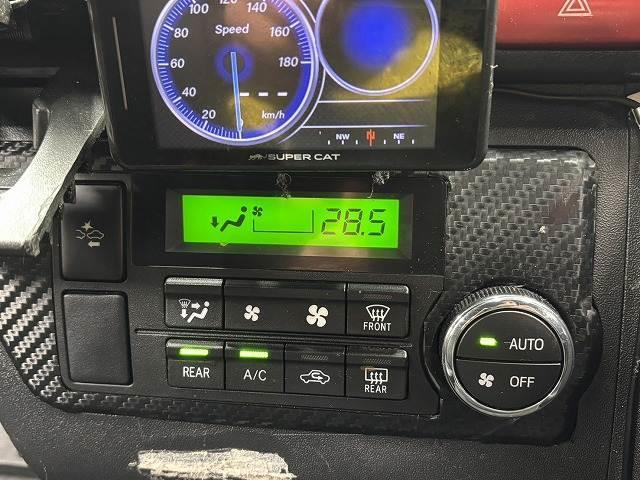 120 140
100 Speed 160
80
60 180
40
20 km/h
NW N NE
SUPER CAT
28.5
FRONT
REAR A/C REAR
AUTO
OFF